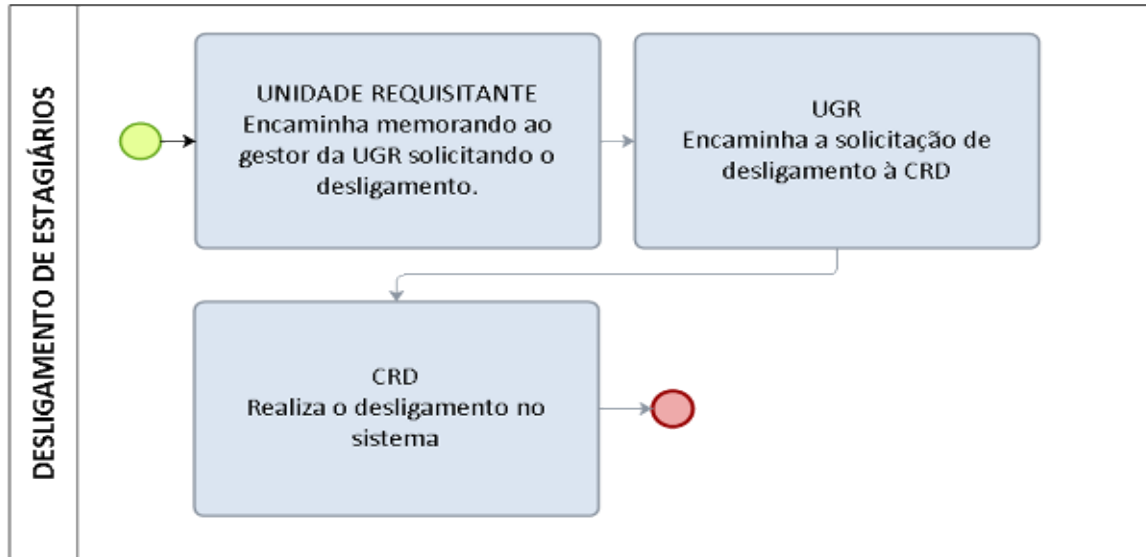 DESLIGAMENTO DE ESTAGIÁRIOS
UNIDADE REQUISITANTE
Encaminha memorando ao
gestor da UGR solicitando o
desligamento.
UGR
Encaminha a solicitação de
desligamento à CRD
CRD
Realiza o desligamento no
sistema